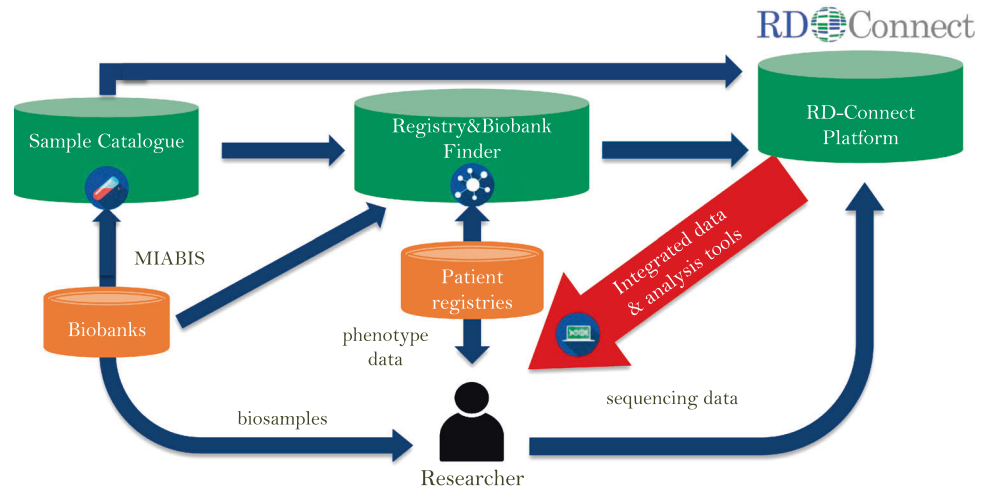 RD Connect
Sample Catalogue
Registry&Biobank
Finder
RD-Connect
Platform
MIABIS
Biobanks
Patient
registries
Integrated data
& analysis tools
phenotype
data
biosamples
sequencing data
Researcher